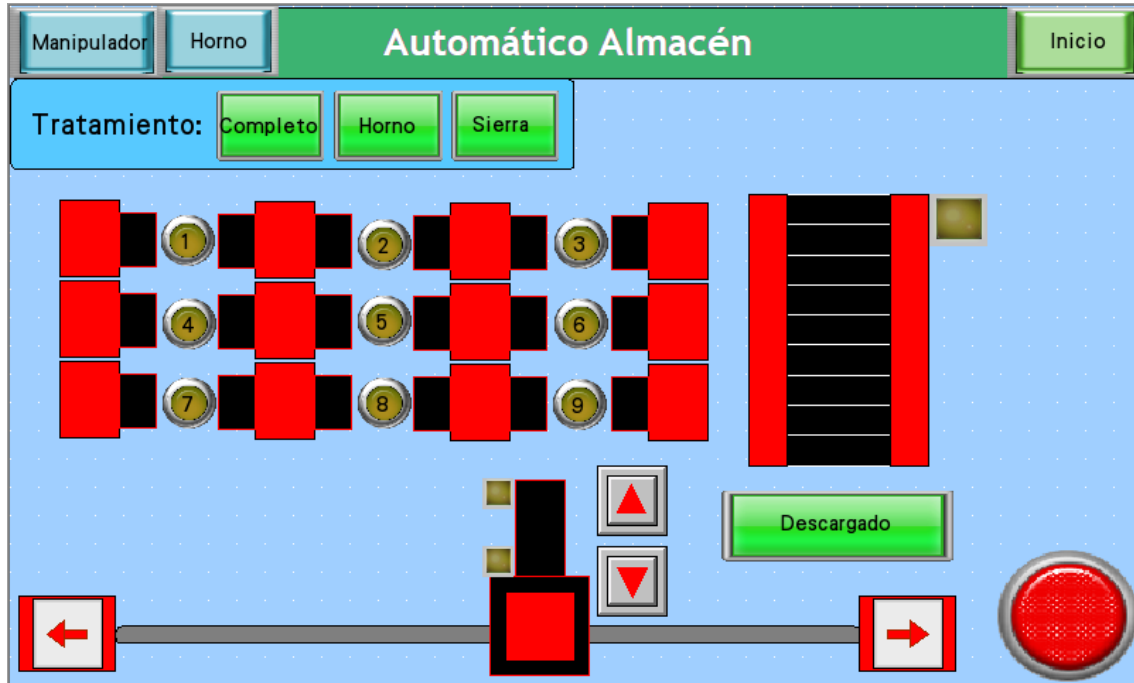 Manipulador
Horno
Automático Almacén
Inicio
Tratamiento:
Completo
Horno
Sierra
1
2
3
4
5
6
7
8
9
Descargado